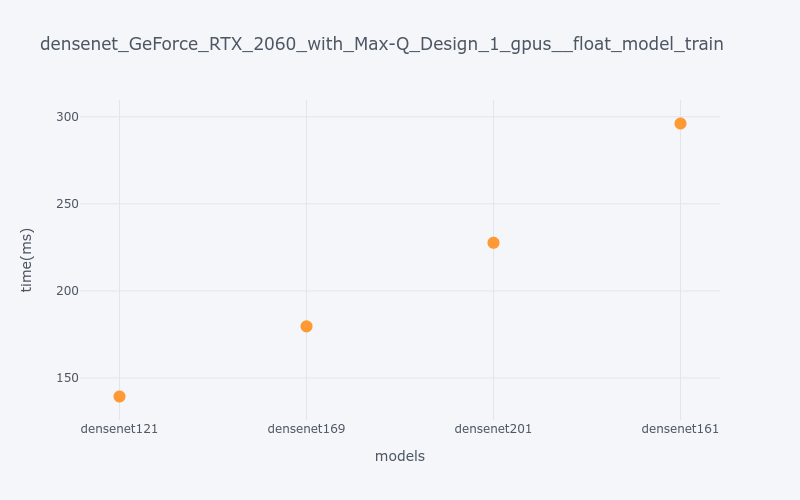 densenet_GeForce_RTX_2060_with_Max-Q_Design_1_gpus__float_model_train
300
250
200
150
time(ms)
densenet121
densenet169
densenet201
densenet161
models